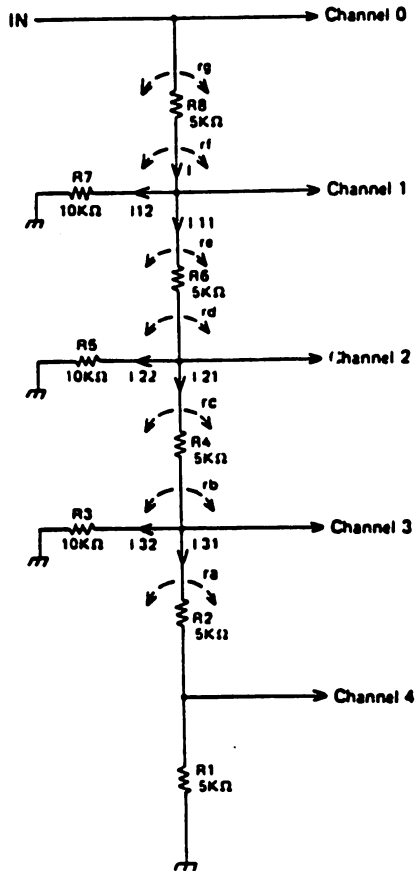 IN Channel 0
rg
R8
5KΩ
rf
R7 I Channel 1
10KΩ I12 I11
re
R6
5KΩ
rd
R5 Channel 2
10KΩ I22 I21
rc
R4
5KΩ
rb
R3 Channel 3
10KΩ I32 I31
ra
R2
5KΩ
Channel 4
R1
5KΩ